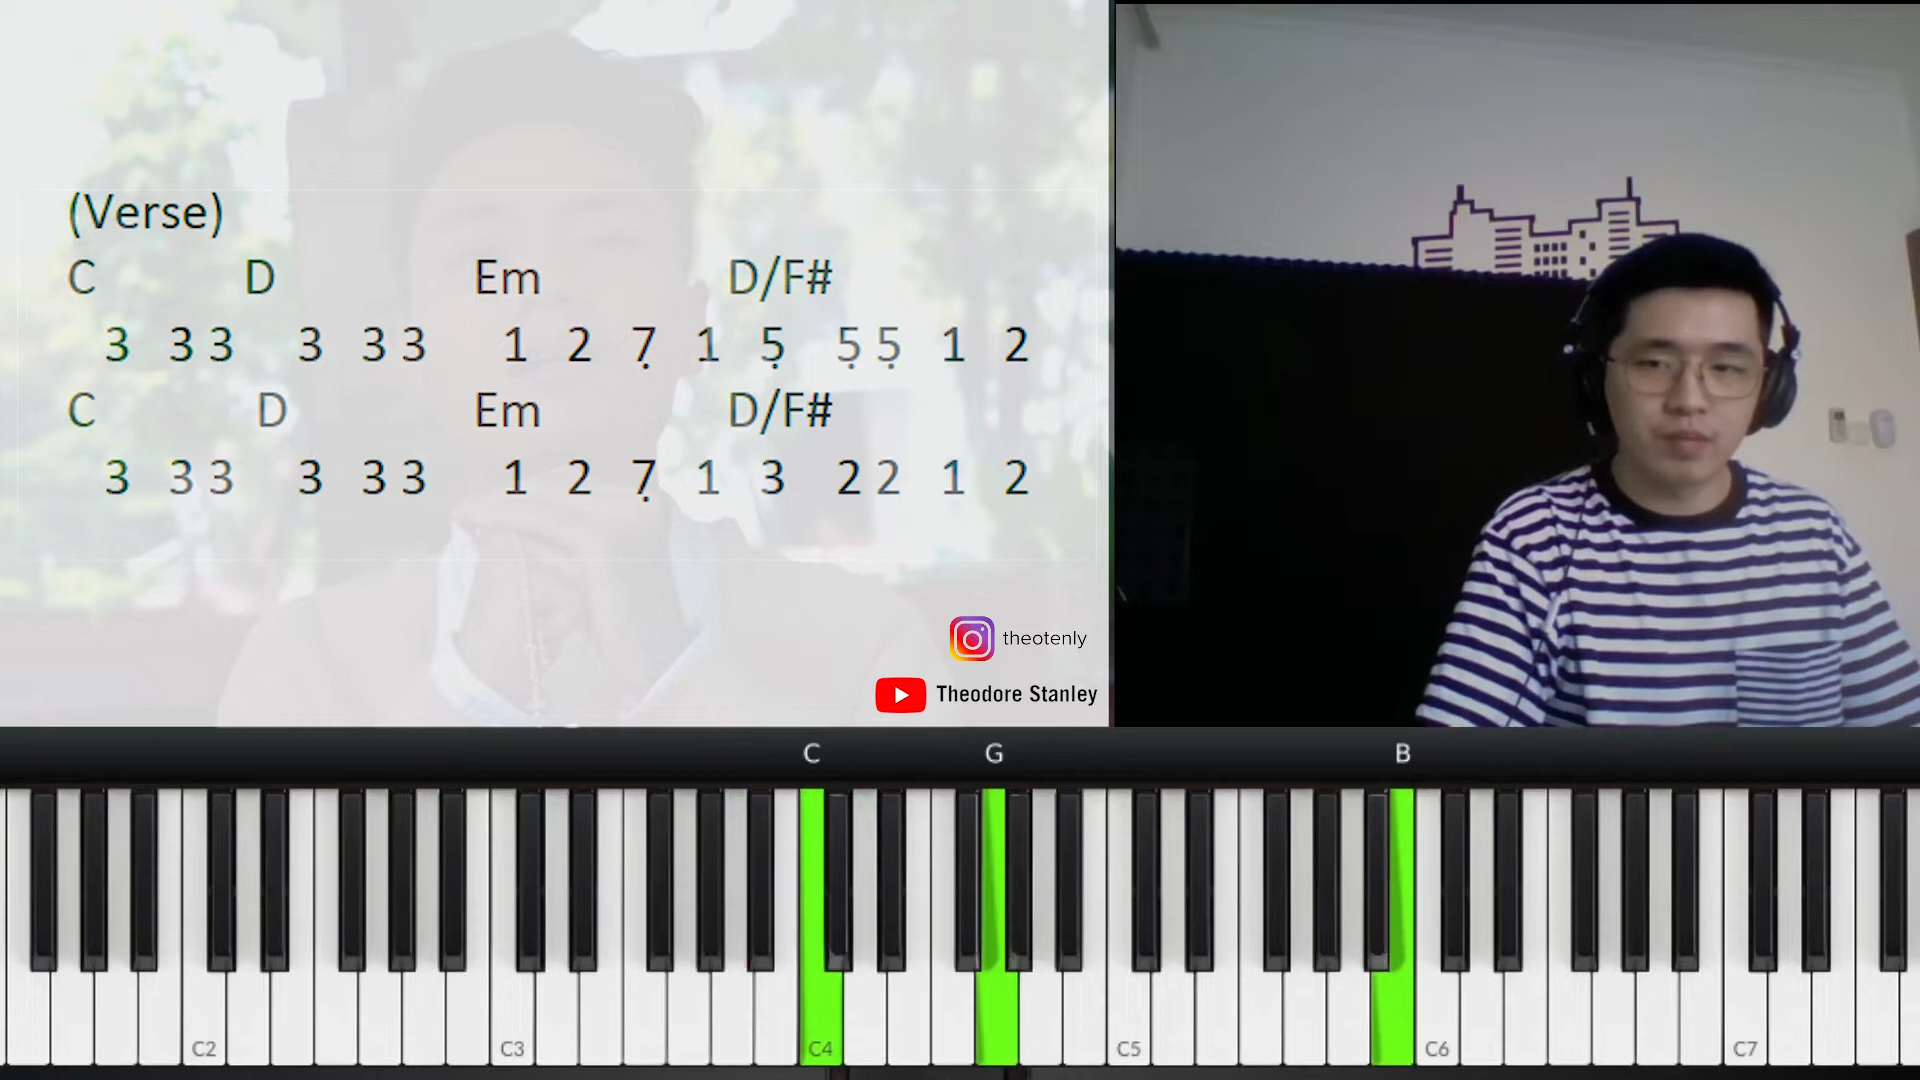 (Verse)
C D Em D/F#
3 3 3 3 3 3 1 2 7̣ 1 5̣ 5̣ 5̣ 1 2
C D Em D/F#
3 3 3 3 3 3 1 2 7̣ 1 3 2 2 1 2
theotenly
Theodore Stanley
C G B
C2 C3 C4 C5 C6 C7